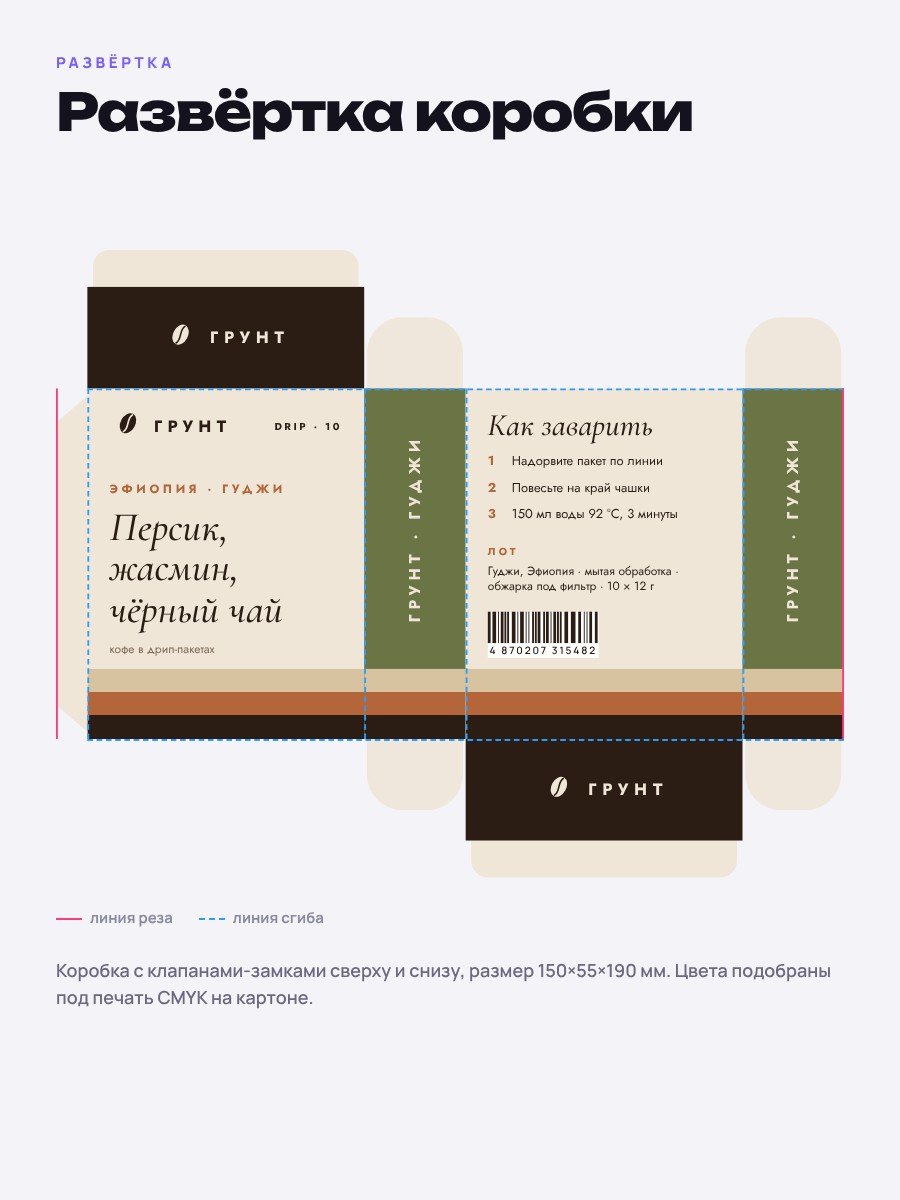 РАЗВЁРТКА
Развёртка коробки
ГРУНТ
ГРУНТ
DRIP · 10
ЭФИОПИЯ · ГУДЖИ
Персик,
жасмин,
чёрный чай
кофе в дрип-пакетах
ГРУНТ · ГУДЖИ
Как заварить
1 Надорвите пакет по линии
2 Повесьте на край чашки
3 150 мл воды 92 °C, 3 минуты
ЛОТ
Гуджи, Эфиопия · мытая обработка ·
обжарка под фильтр · 10 × 12 г
4 870207 315482
ГРУНТ · ГУДЖИ
ГРУНТ
линия реза
линия сгиба
Коробка с клапанами-замками сверху и снизу, размер 150×55×190 мм. Цвета подобраны
под печать CMYK на картоне.